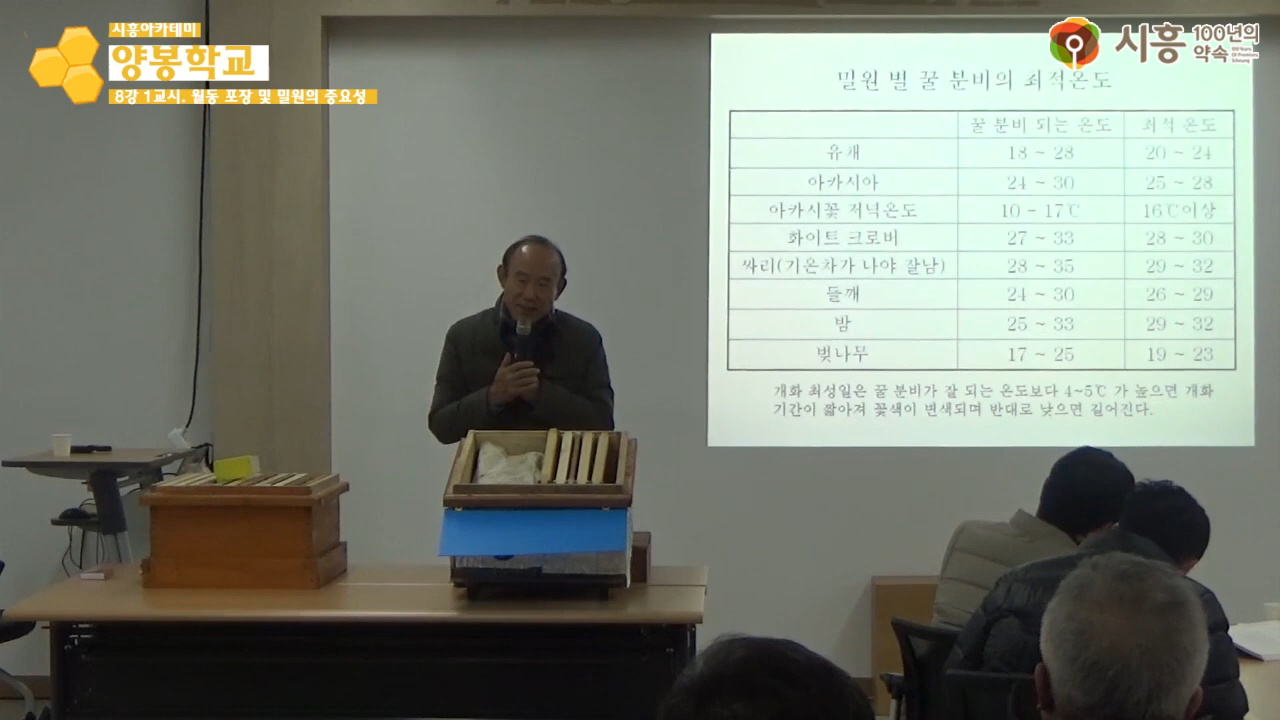 시흥아카데미
양봉학교
8강 1교시. 월동 포장 및 밀원의 중요성
시흥 100년의 약속
밀원 별 꿀 분비의 최적온도
꿀 분비 되는 온도 최적 온도
유채 18 ~ 28 20 ~ 24
아카시아 24 ~ 30 25 ~ 28
아카시꽃 저녁온도 10 - 17℃ 16℃이상
화이트 크로버 27 ~ 33 28 ~ 30
싸리(기온차가 나야 잘남) 28 ~ 35 29 ~ 32
들깨 24 ~ 30 26 ~ 29
밤 25 ~ 33 29 ~ 32
벚나무 17 ~ 25 19 ~ 23
개화 최성일은 꿀 분비가 잘 되는 온도보다 4~5℃ 가 높으면 개화
기간이 짧아져 꽃색이 변색되며 반대로 낮으면 길어진다.